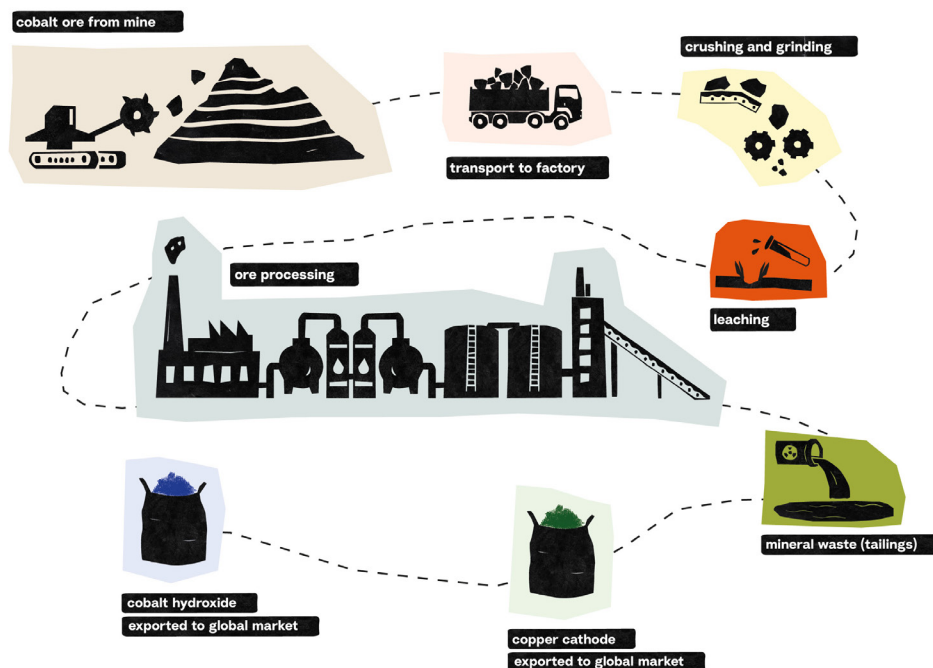 cobalt ore from mine
transport to factory
crushing and grinding
leaching
ore processing
mineral waste (tailings)
copper cathode
exported to global market
cobalt hydroxide
exported to global market